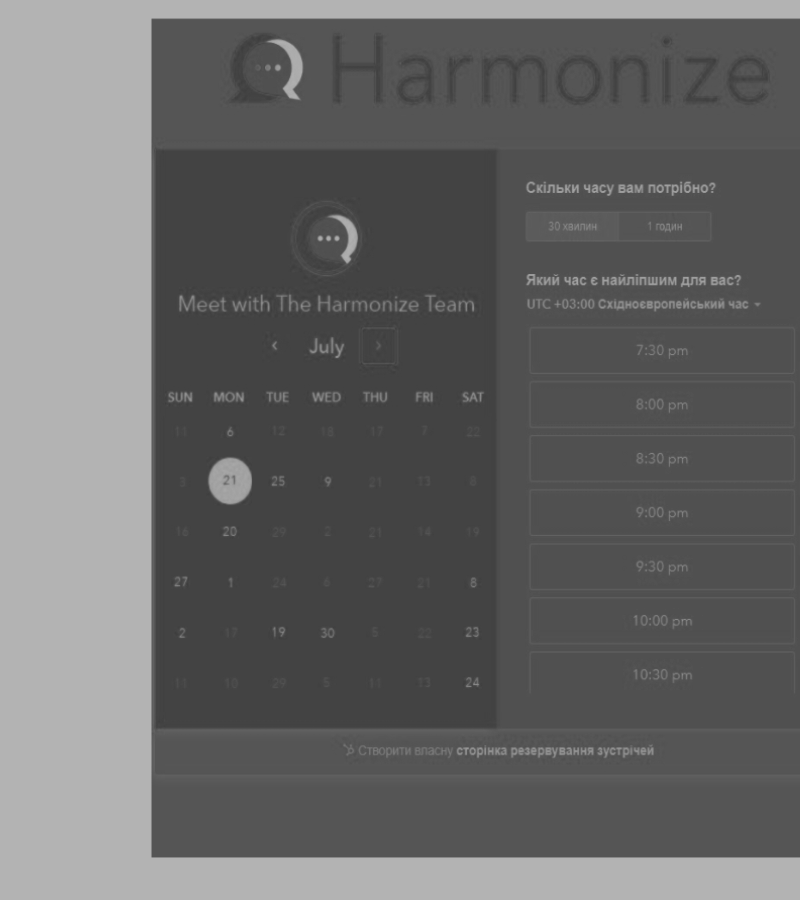 Harmonize
Meet with The Harmonize Team
July
SUN MON TUE WED THU FRI SAT
11 6 12 18 17 7 22
21 25 9 21 13
16 20 29 2 21 14 19
27 1 24 6 27 21 8
2 17 19 30 5 22 23
11 10 29 5 11 13 24
Скільки часу вам потрібно?
30 хвилин 1 годин
Який час є найліпшим для вас?
UTC +03:00 Східноєвропейський час
7:30 pm
8:00 pm
8:30 pm
9:00 pm
9:30 pm
10:00 pm
10:30 pm
Створити власну сторінка резервування зустрічей